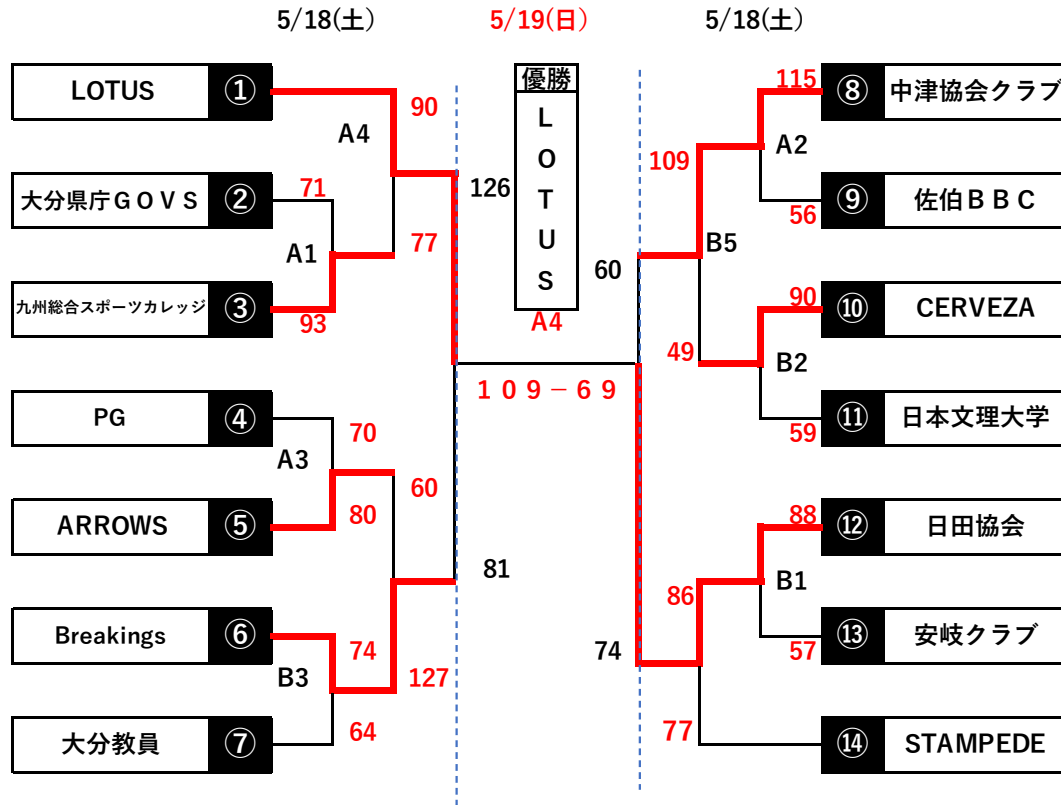 5/18(土) 5/19(日) 5/18(土)
優勝
LOTUS
A4
109－69
LOTUS ①
大分県庁ＧＯＶＳ ②
九州総合スポーツカレッジ ③
PG ④
ARROWS ⑤
Breakings ⑥
大分教員 ⑦
A4
90
71
A1
77
93
70
A3
60
80
74
B3
127
64
126
81
⑧ 中津協会クラブ
⑨ 佐伯ＢＢＣ
⑩ CERVEZA
⑪ 日本文理大学
⑫ 日田協会
⑬ 安岐クラブ
⑭ STAMPEDE
115
A2
109
56
B5
90
49
B2
59
88
B1
86
57
77
60
74